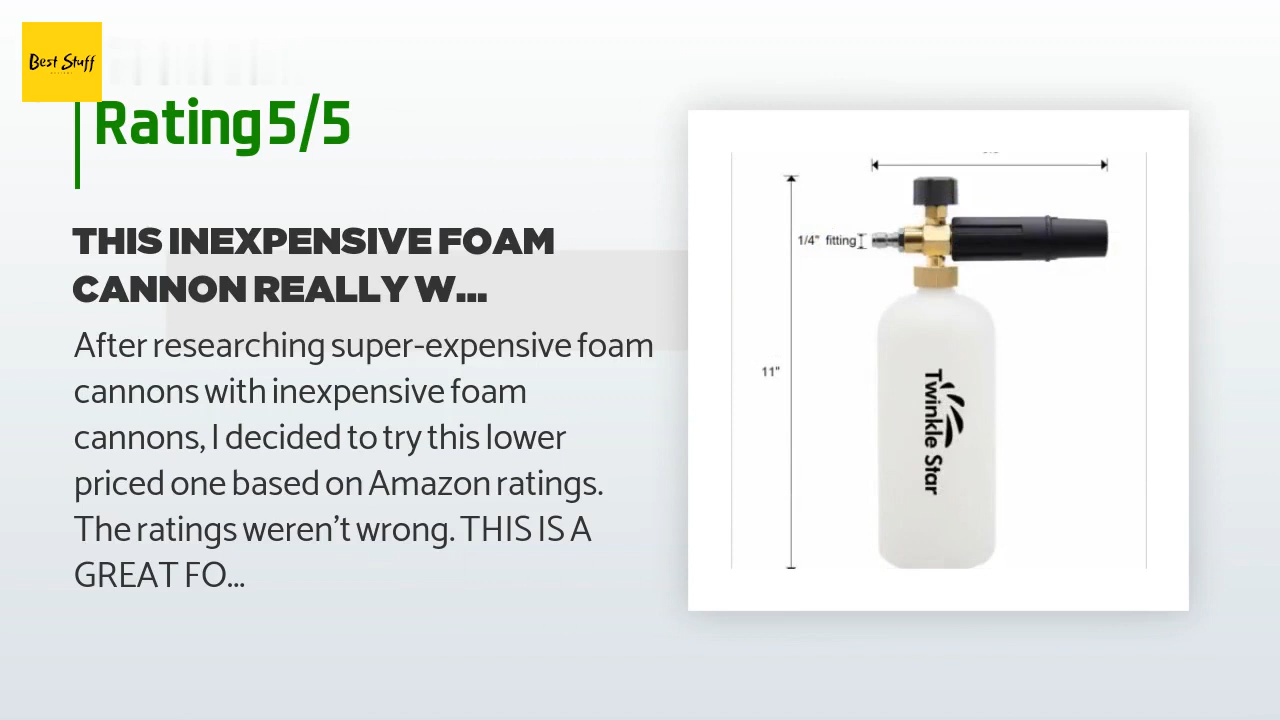 Best Stuff
Rating 5/5
THIS INEXPENSIVE FOAM
CANNON REALLY W...
After researching super-expensive foam
cannons with inexpensive foam
cannons, I decided to try this lower
priced one based on Amazon ratings.
The ratings weren't wrong. THIS IS A
GREAT FO...
1/4" fitting
11"
Twinkle Star